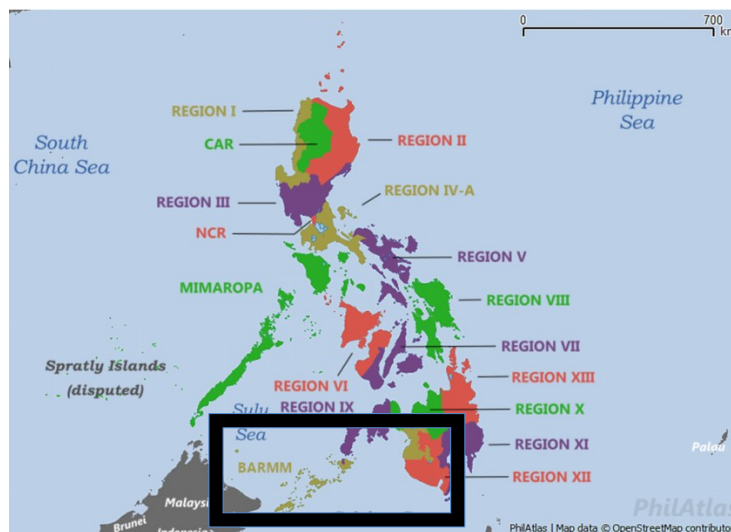 0 700
km
REGION I
Philippine
Sea
CAR
REGION II
South
China Sea
REGION III
REGION IV-A
NCR
REGION V
MIMAROPA
REGION VIII
REGION VII
Spratly Islands
(disputed)
REGION VI
REGION XIII
Sulu
Sea
REGION IX
REGION X
REGION XI
Palau
BARMM
REGION XII
Malaysi
Brunei
PhilAtlas
PhilAtlas | Map data © OpenStreetMap contributo